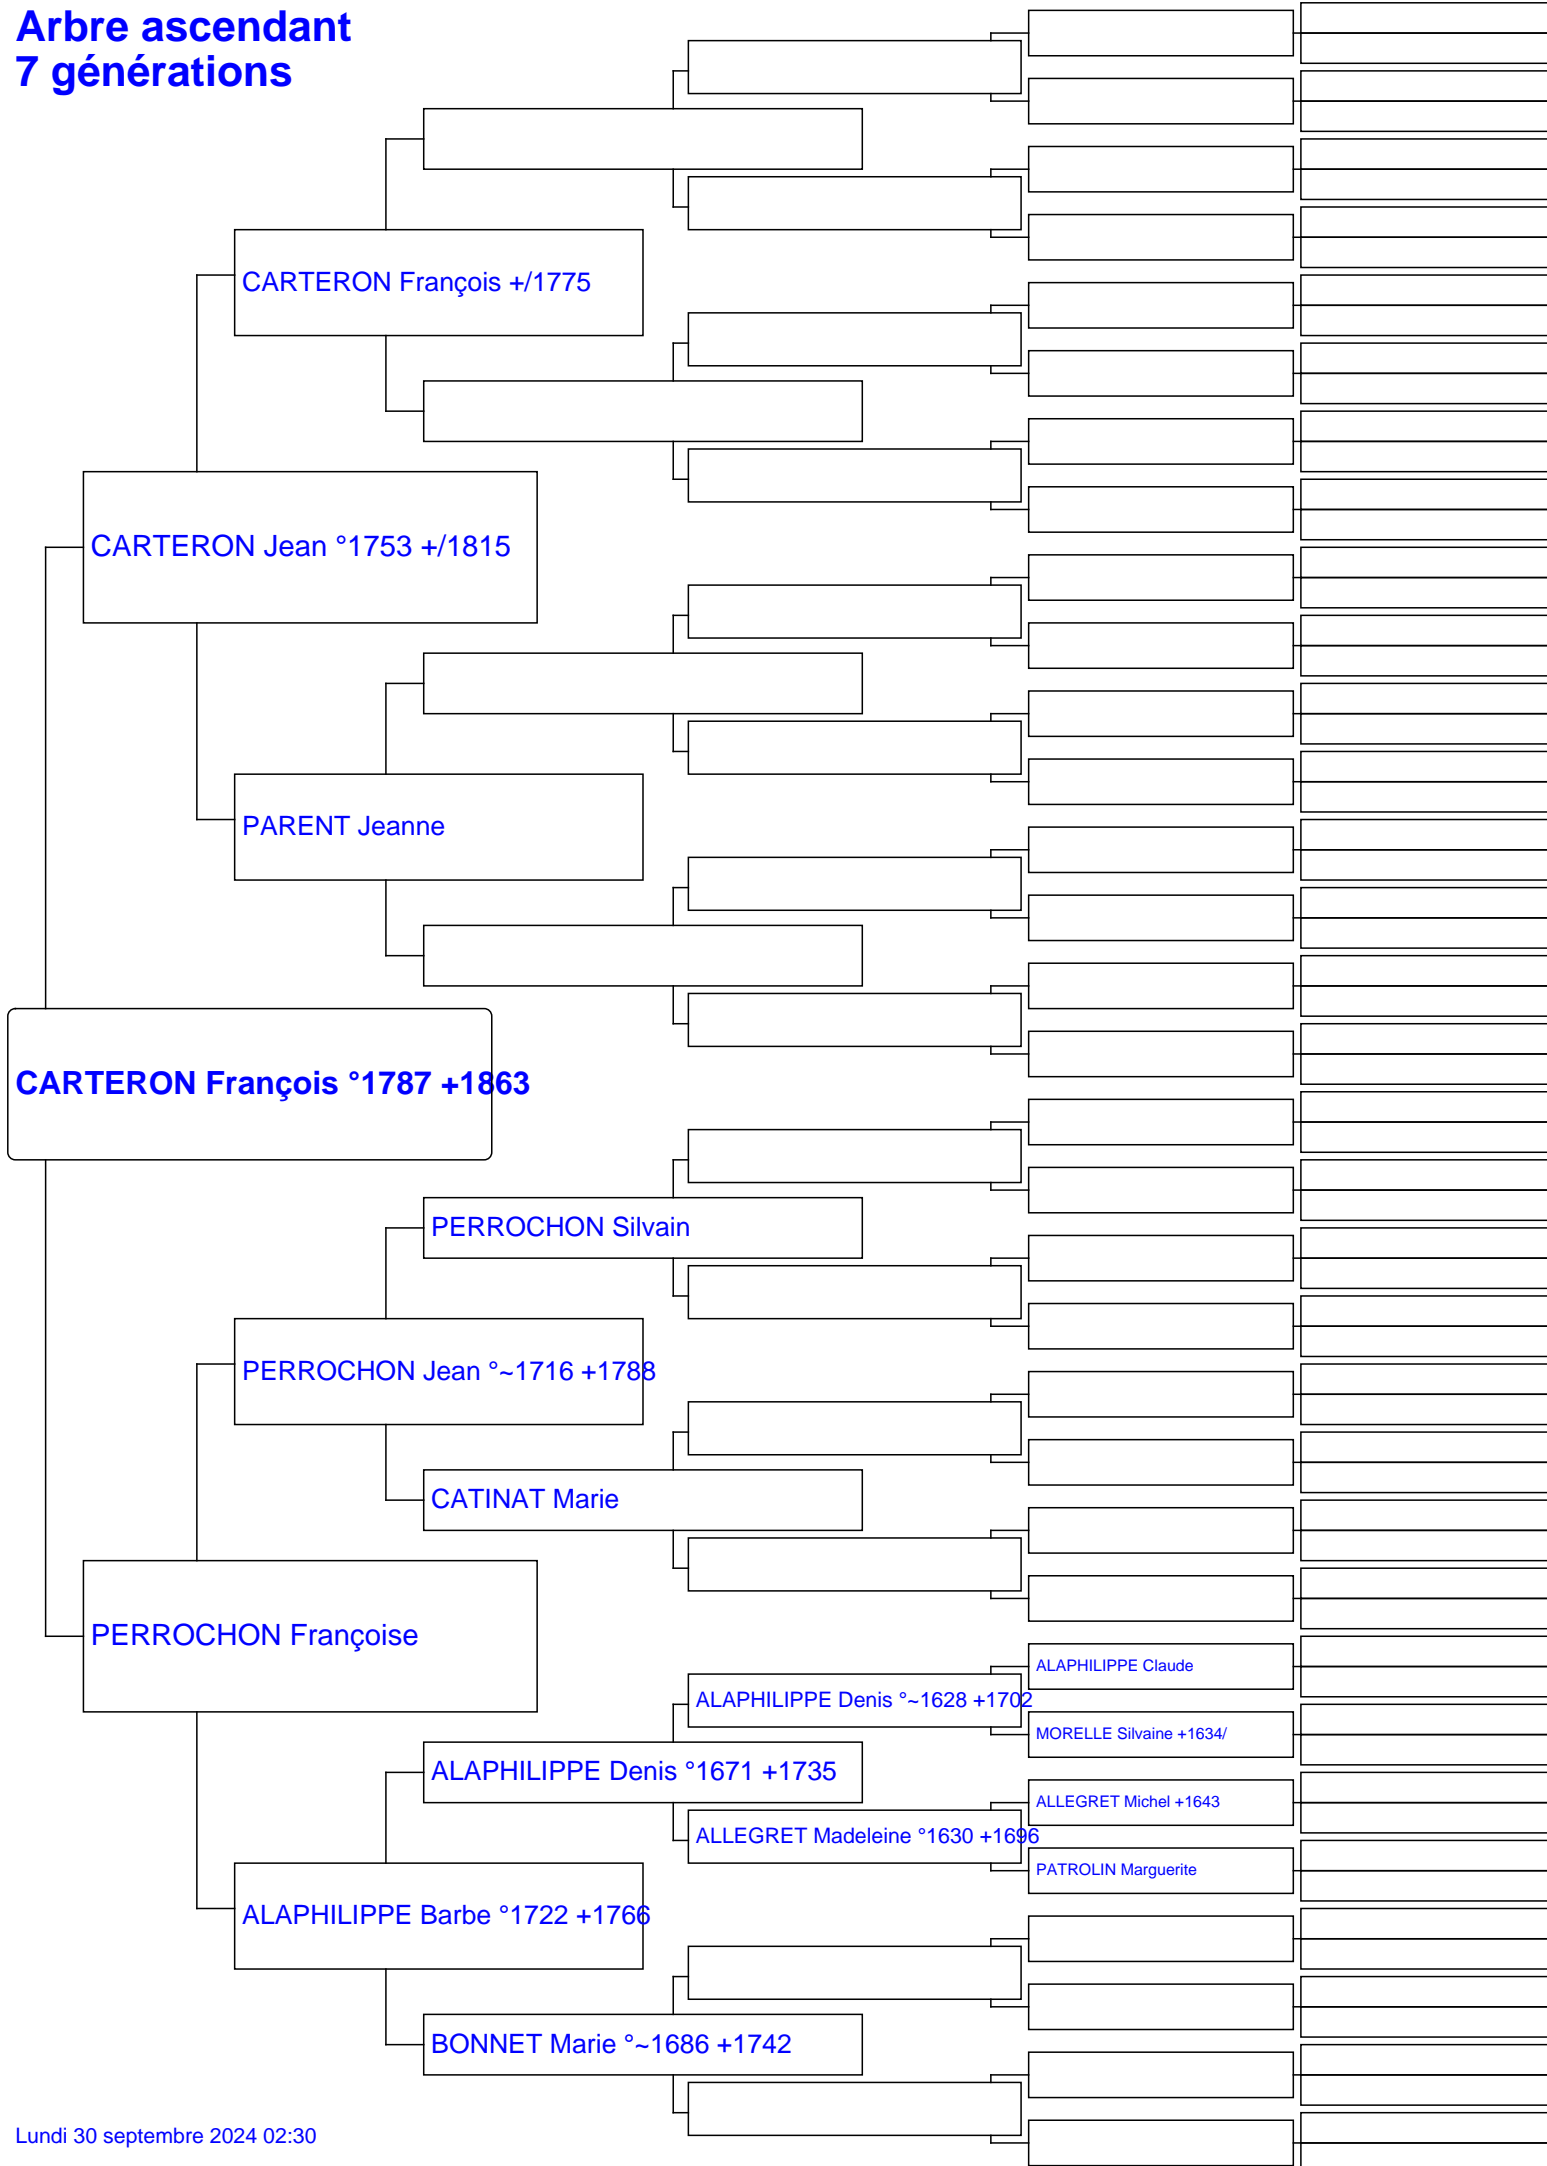 Arbre ascendant
7 générations
CARTERON François +/1775
CARTERON Jean °1753 +/1815
PARENT Jeanne
CARTERON François °1787 +1863
PERROCHON Silvain
PERROCHON Jean °~1716 +1788
CATINAT Marie
PERROCHON Françoise
ALAPHILIPPE Claude
ALAPHILIPPE Denis °~1628 +1702
MORELLE Silvaine +1634/
ALAPHILIPPE Denis °1671 +1735
ALLEGRET Michel +1643
ALLEGRET Madeleine °1630 +1696
PATROLIN Marguerite
ALAPHILIPPE Barbe °1722 +1766
BONNET Marie °~1686 +1742
Lundi 30 septembre 2024 02:30